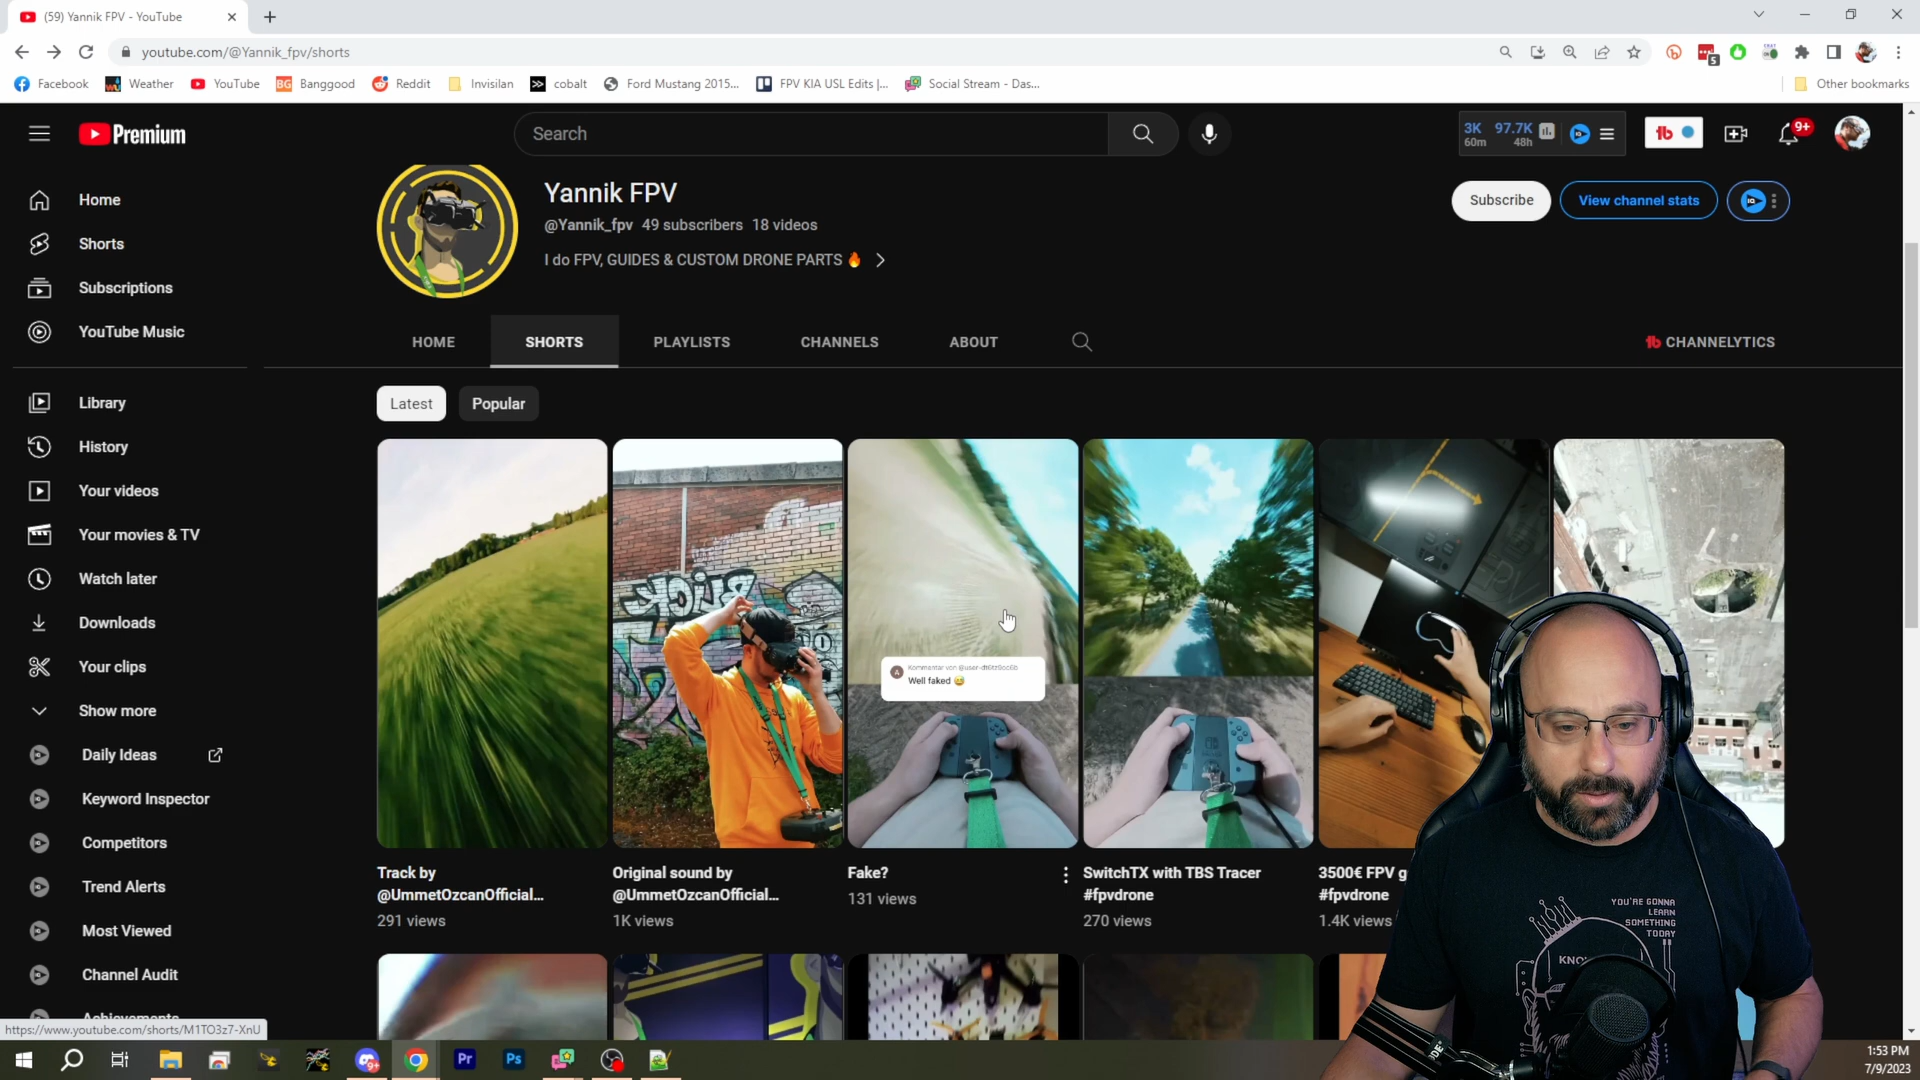 (59) Yannik FPV - YouTube
youtube.com/@Yannik_fpv/shorts
5
Facebook
Weather
YouTube
BG Banggood
Reddit
Invisilan
cobalt
Ford Mustang 2015...
FPV KIA USL Edits |...
Social Stream - Das...
Other bookmarks
Premium
Search
3K 97.7K
60m 48h
9+
Home
Shorts
Subscriptions
YouTube Music
Library
History
Your videos
Your movies & TV
Watch later
Downloads
Your clips
Show more
Daily Ideas
Keyword Inspector
Competitors
Trend Alerts
Most Viewed
Channel Audit
Achievements
Yannik FPV
@Yannik_fpv 49 subscribers 18 videos
I do FPV, GUIDES & CUSTOM DRONE PARTS 🔥
Subscribe
View channel stats
HOME
SHORTS
PLAYLISTS
CHANNELS
ABOUT
CHANNELYTICS
Latest
Popular
Well faked 😅
Track by
@UmmetOzcanOfficial...
291 views
Original sound by
@UmmetOzcanOfficial...
1K views
Fake?
131 views
SwitchTX with TBS Tracer
#fpvdrone
270 views
3500€ FPV g
#fpvdrone
1.4K views
YOU'RE GONNA
LEARN
SOMETHING
TODAY
https://www.youtube.com/shorts/M1TO3z7-XnU
Pr
Ps
1:53 PM
7/9/2023